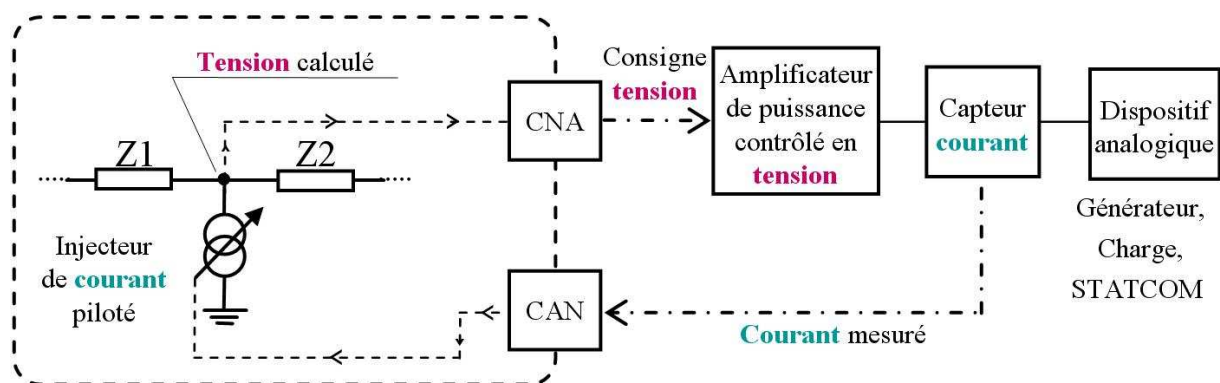 Tension calculé
Z1
Z2
Injecteur
de courant
piloté
CNA
CAN
Consigne
tension
Amplificateur
de puissance
contrôlé en
tension
Capteur
courant
Dispositif
analogique
Générateur,
Charge,
STATCOM
Courant mesuré